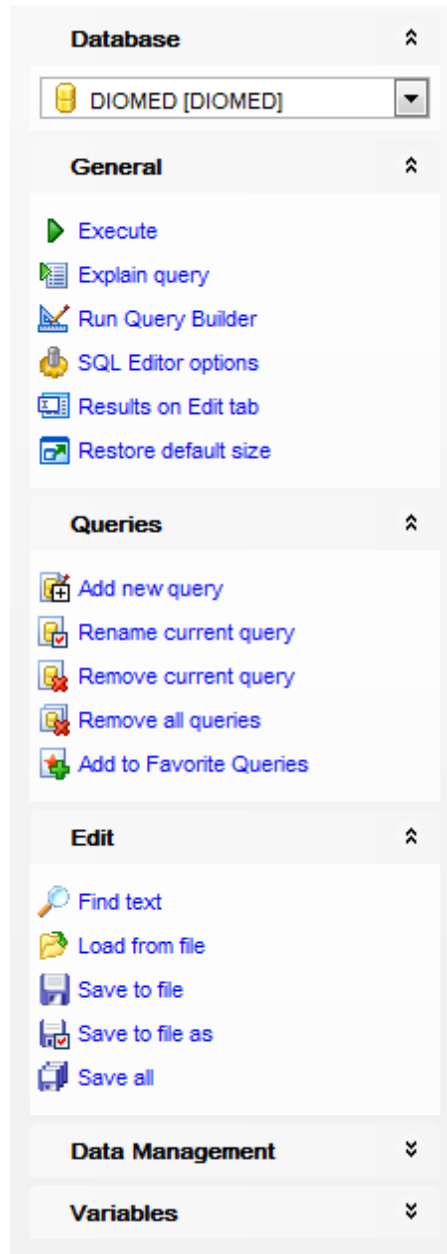 Database
DIOMED [DIOMED]
General
Execute
Explain query
Run Query Builder
SQL Editor options
Results on Edit tab
Restore default size
Queries
Add new query
Rename current query
Remove current query
Remove all queries
Add to Favorite Queries
Edit
Find text
Load from file
Save to file
Save to file as
Save all
Data Management
Variables